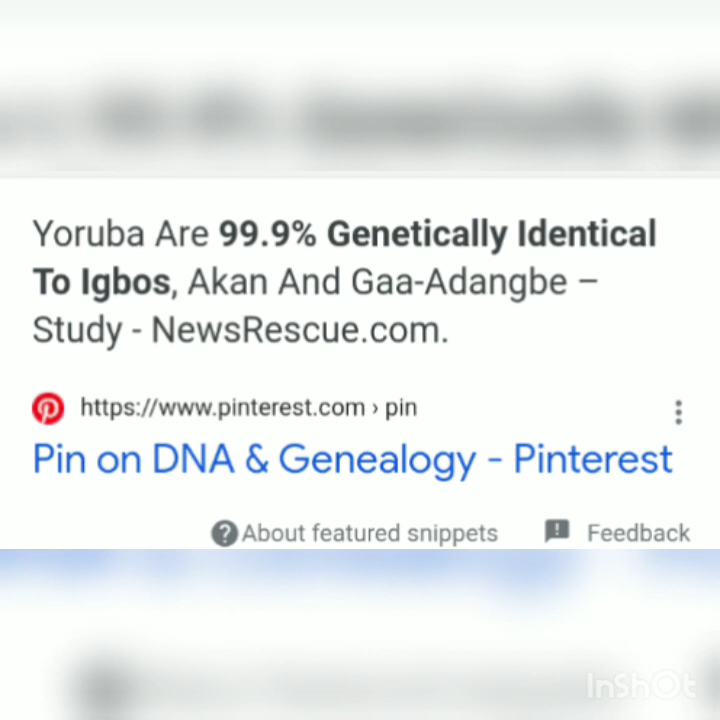 Yoruba Are 99.9% Genetically Identical
To Igbos, Akan And Gaa-Adangbe –
Study - NewsRescue.com.
https://www.pinterest.com › pin
Pin on DNA & Genealogy - Pinterest
About featured snippets Feedback
InShOt